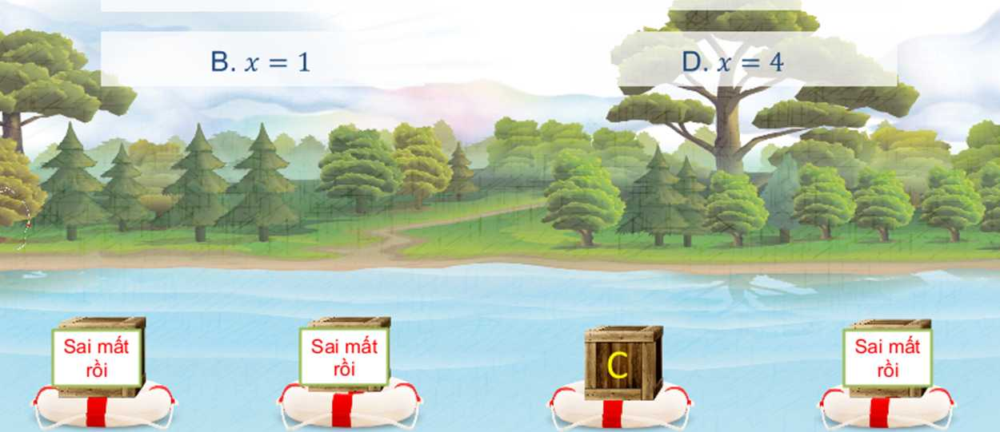 B. x = 1
D. x = 4
Sai mất
rồi
Sai mất
rồi
C
Sai mất
rồi